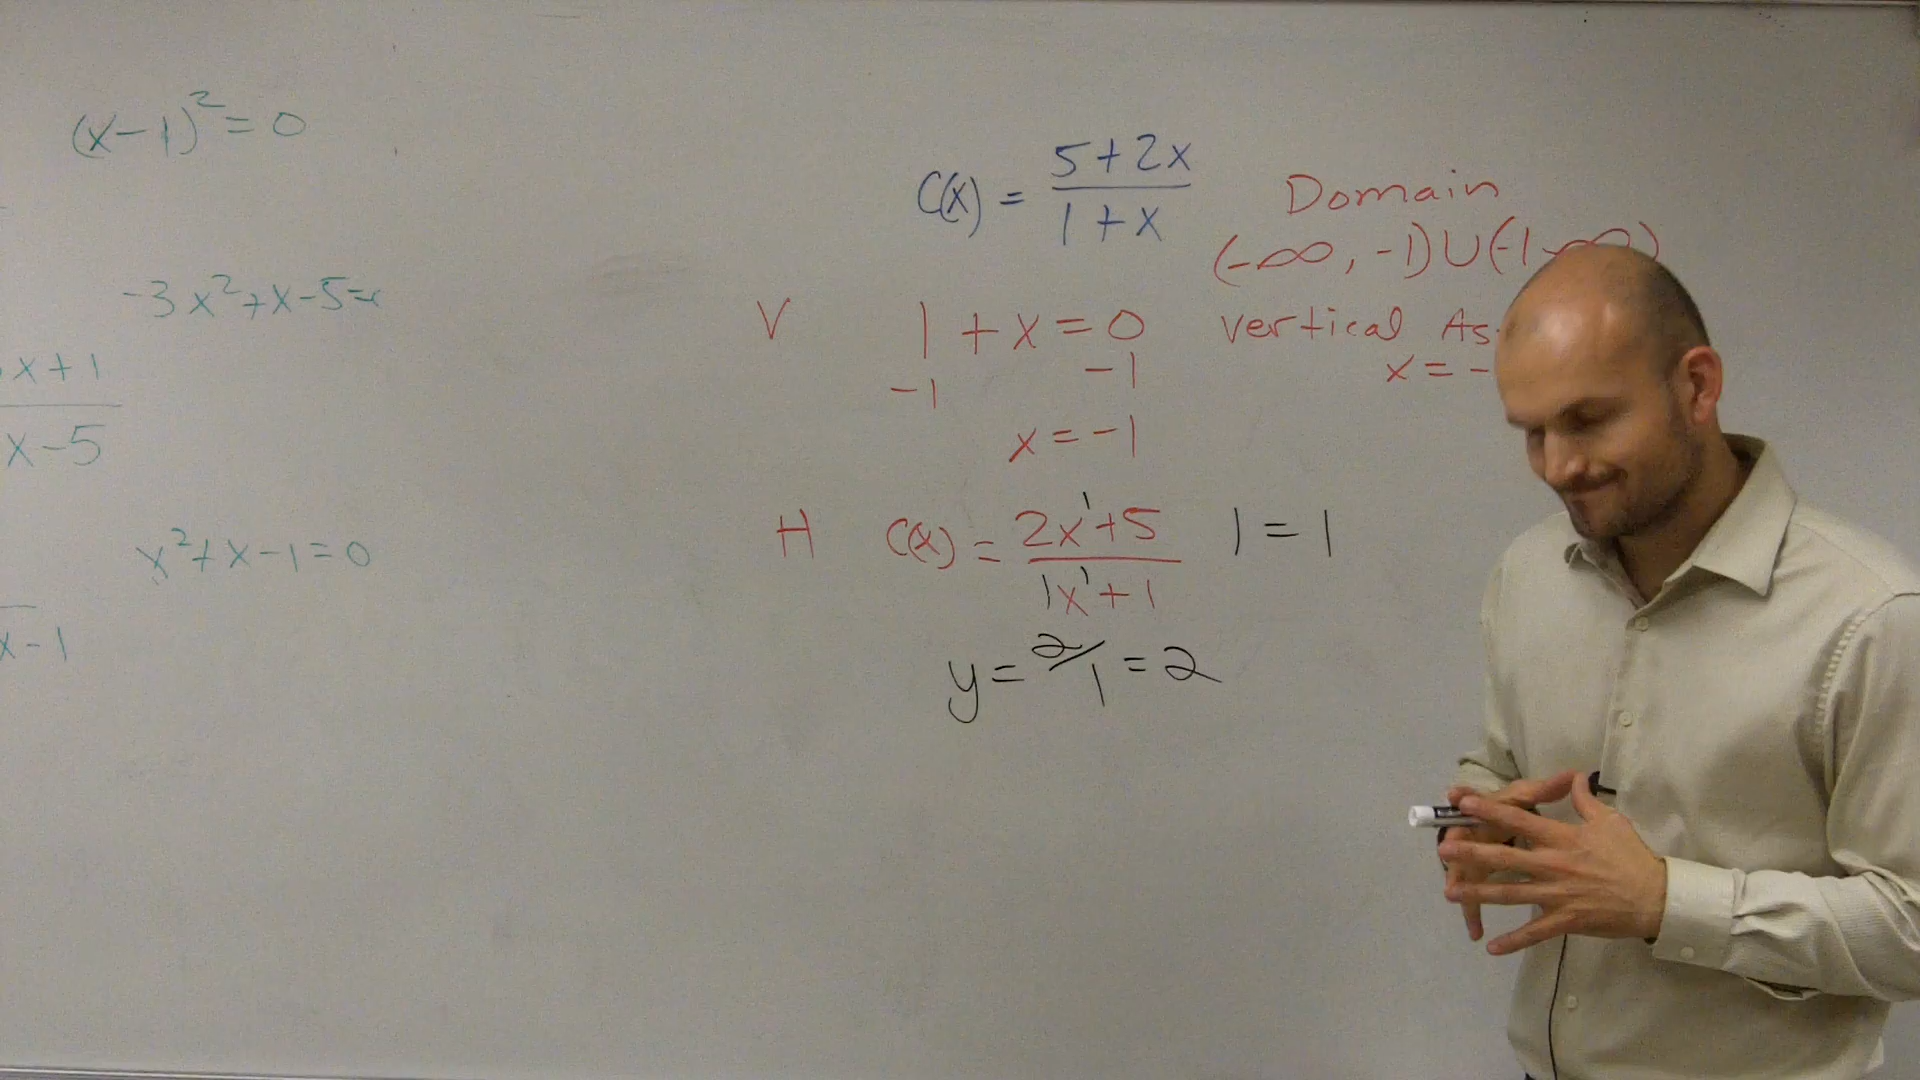 (x-1)² = 0
-3x²+x-5=
x+1
x-5
x²+x-1=0
x-1
C(x) = 5+2x / 1+x
Domain
(-∞, -1)∪(-1 ∞)
V 1+x=0
-1 -1
x=-1
Vertical As
x = -
H C(x) = 2x¹+5 / 1x¹+1 1=1
y=2/1=2